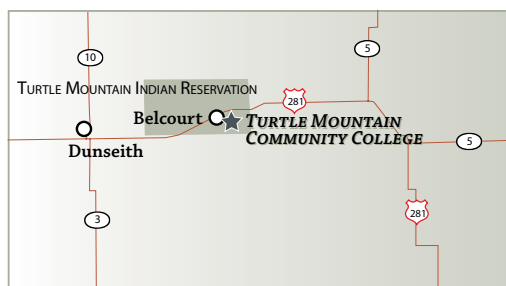 5
10
TURTLE MOUNTAIN INDIAN RESERVATION
281
Belcourt
TURTLE MOUNTAIN
COMMUNITY COLLEGE
Dunseith
5
281
3